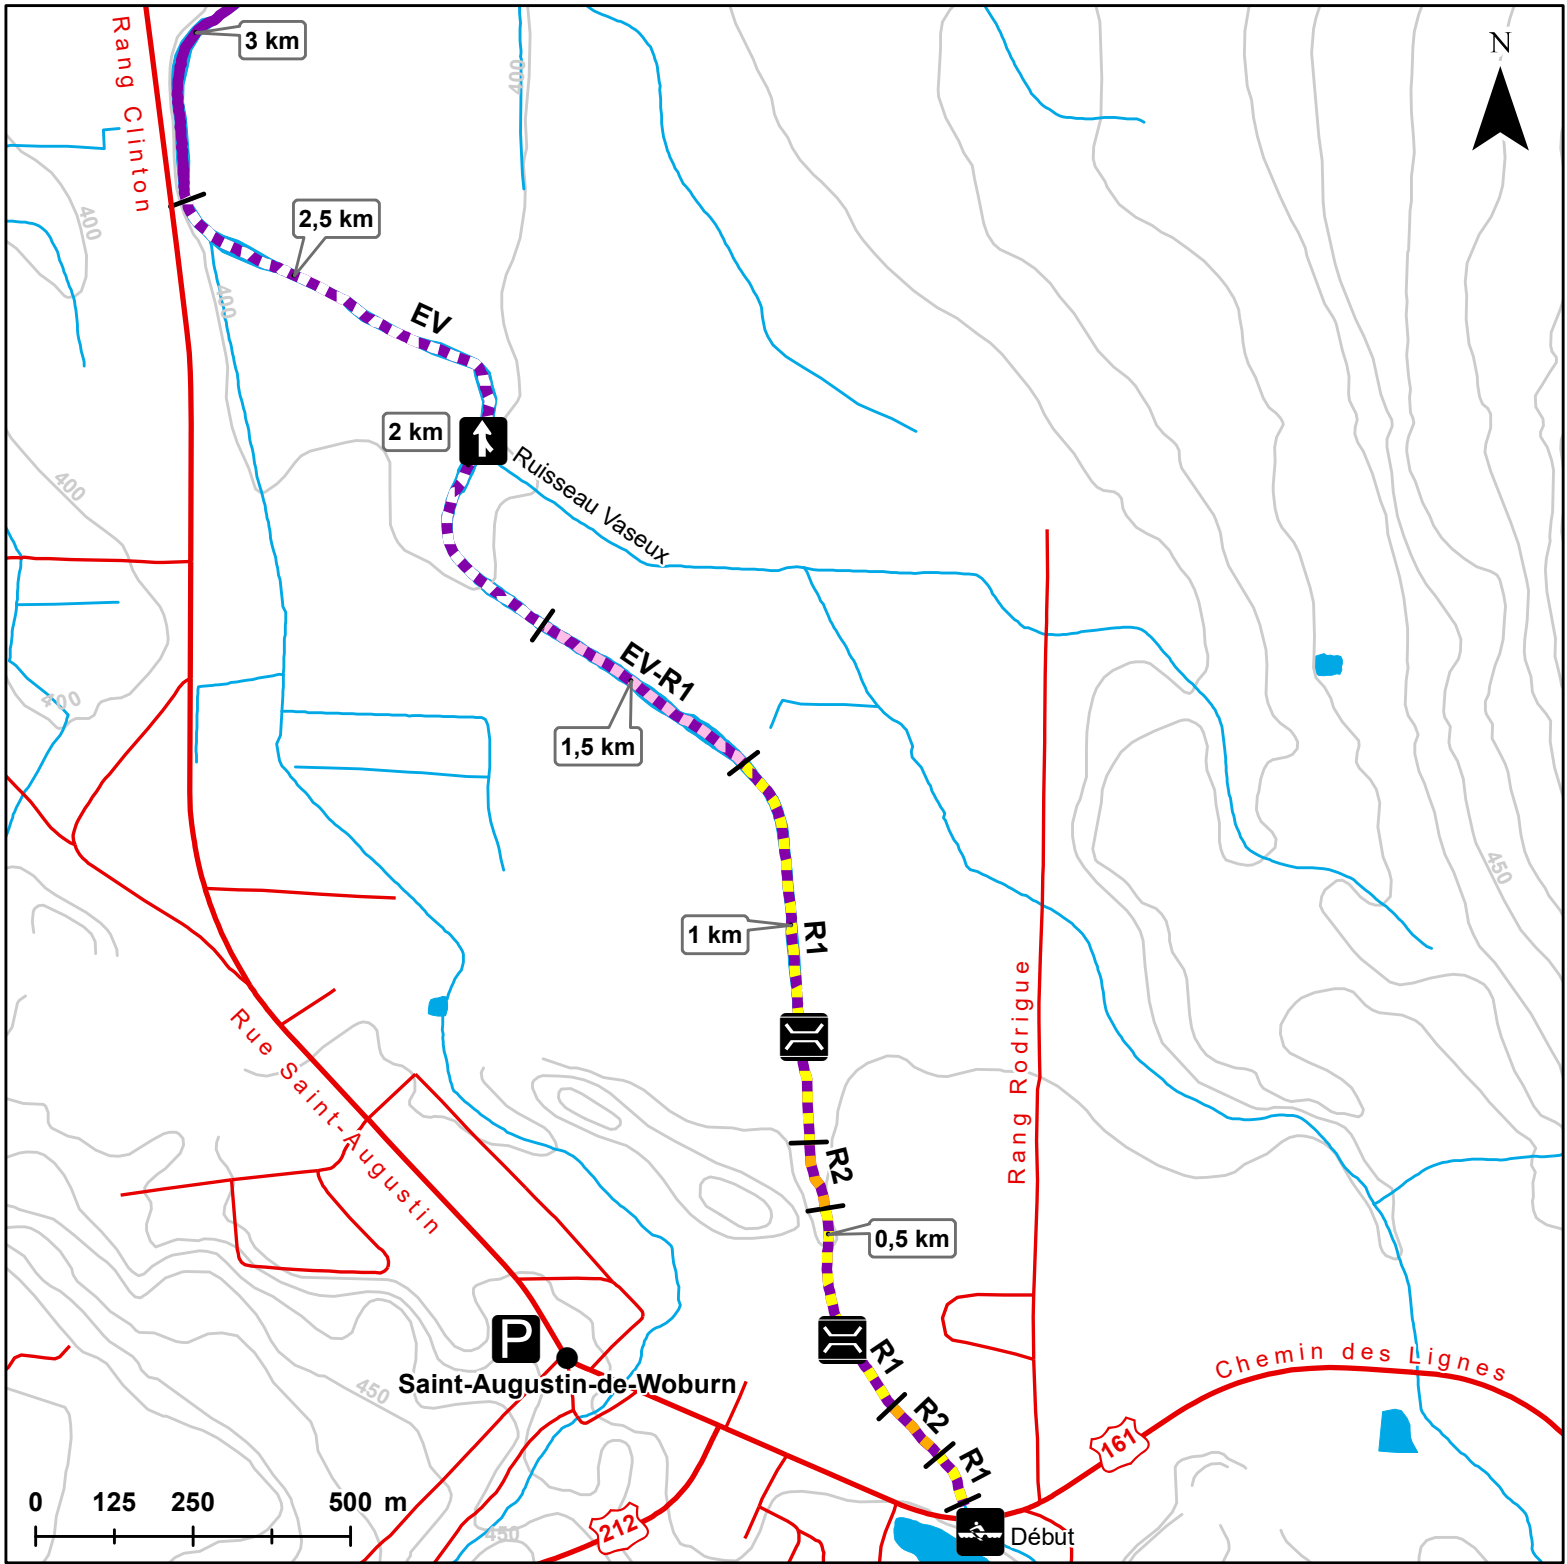 3 km
Rang Clinton
N
400
2,5 km
400
400
EV
2 km
Ruisseau Vaseux
400
EV-R1
400
1,5 km
450
1 km
R1
Rang Rodrigue
Rue Saint-Augustin
R2
0,5 km
P
R1
Chemin des Lignes
Saint-Augustin-de-Woburn
450
R2
161
R1
0 125 250 500 m
212
450
Début